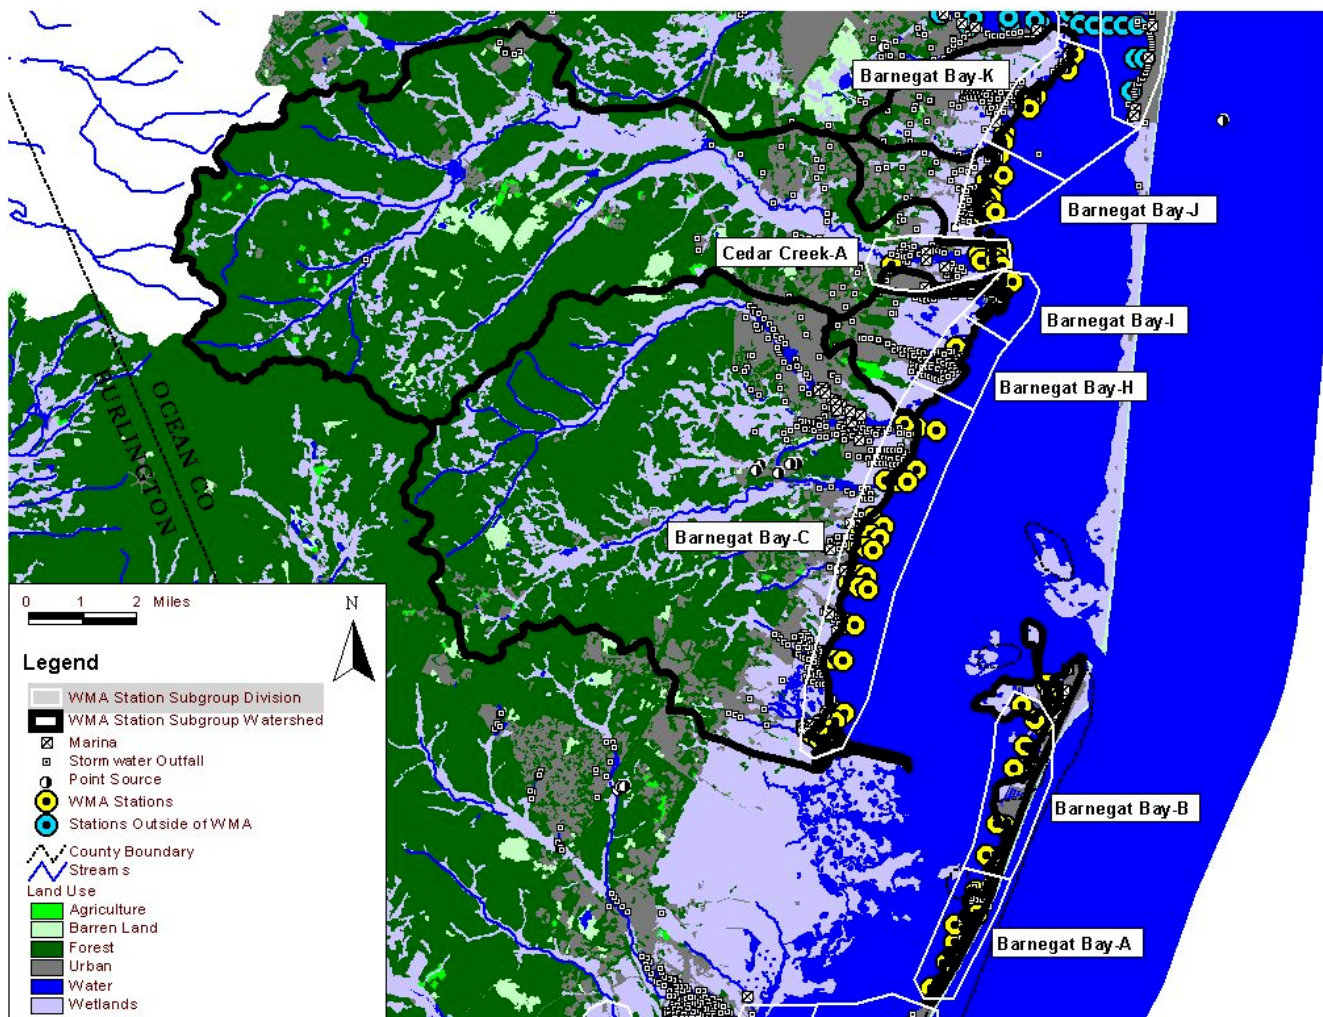 Barnegat Bay-K
Barnegat Bay-J
Cedar Creek-A
Barnegat Bay-I
Barnegat Bay-H
OCEAN CO
BURLINGTON
Barnegat Bay-C
Barnegat Bay-B
Barnegat Bay-A
0 1 2 Miles
N
Legend
WMA Station Subgroup Division
WMA Station Subgroup Watershed
Marina
Stormwater Outfall
Point Source
WMA Stations
Stations Outside of WMA
County Boundary
Streams
Land Use
Agriculture
Barren Land
Forest
Urban
Water
Wetlands